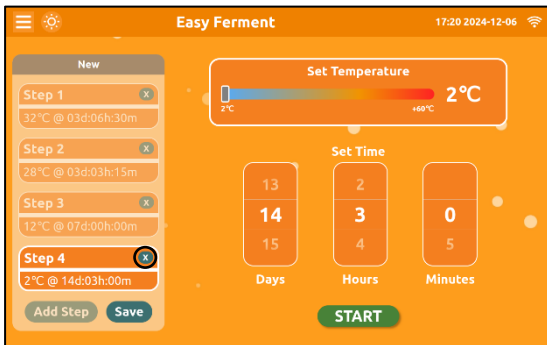 Easy Ferment
17:20 2024-12-06
New
Step 1 X
32°C @ 03d:06h:30m
Step 2 X
28°C @ 03d:03h:15m
Step 3 X
12°C @ 07d:00h:00m
Step 4 X
2°C @ 14d:03h:00m
Add Step Save
Set Temperature
2°C
2°C +60°C
Set Time
13 2
14 3 0
15 4 5
Days Hours Minutes
START